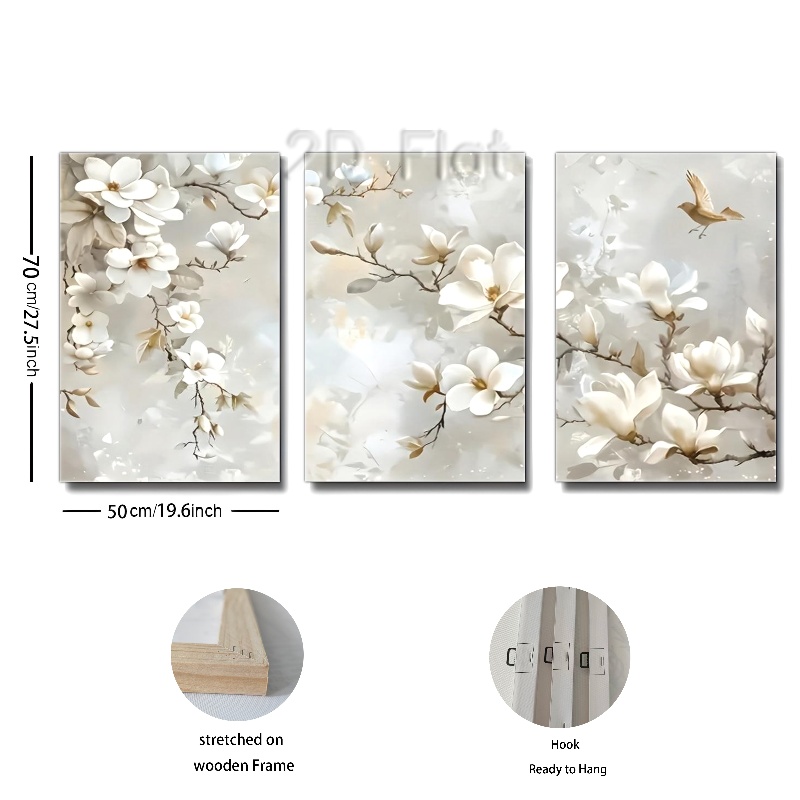 2D Flat
70 cm/27.5inch
50cm/19.6inch
stretched on
wooden Frame
Hook
Ready to Hang